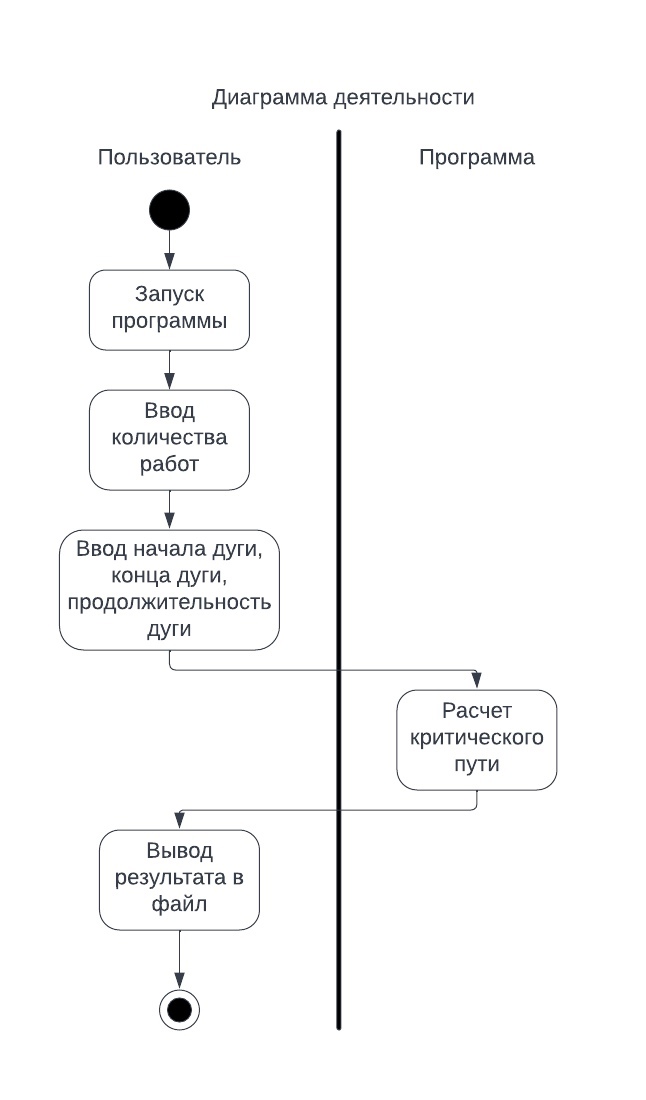 Диаграмма деятельности
Пользователь
Программа
Запуск
программы
Ввод
количества
работ
Ввод начала дуги,
конца дуги,
продолжительность
дуги
Расчет
критического
пути
Вывод
результата в
файл